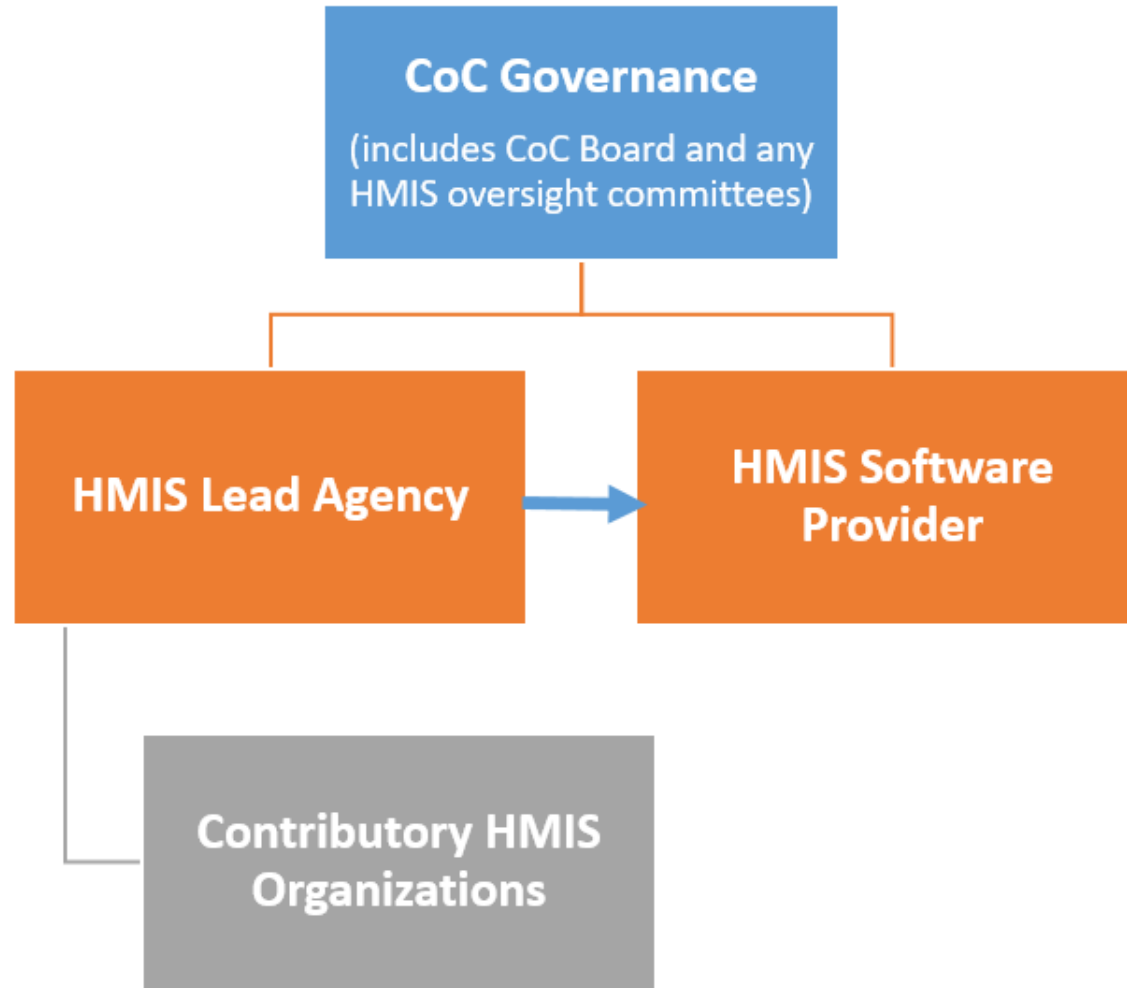 CoC Governance
(includes CoC Board and any
HMIS oversight committees)
HMIS Lead Agency
HMIS Software
Provider
Contributory HMIS
Organizations